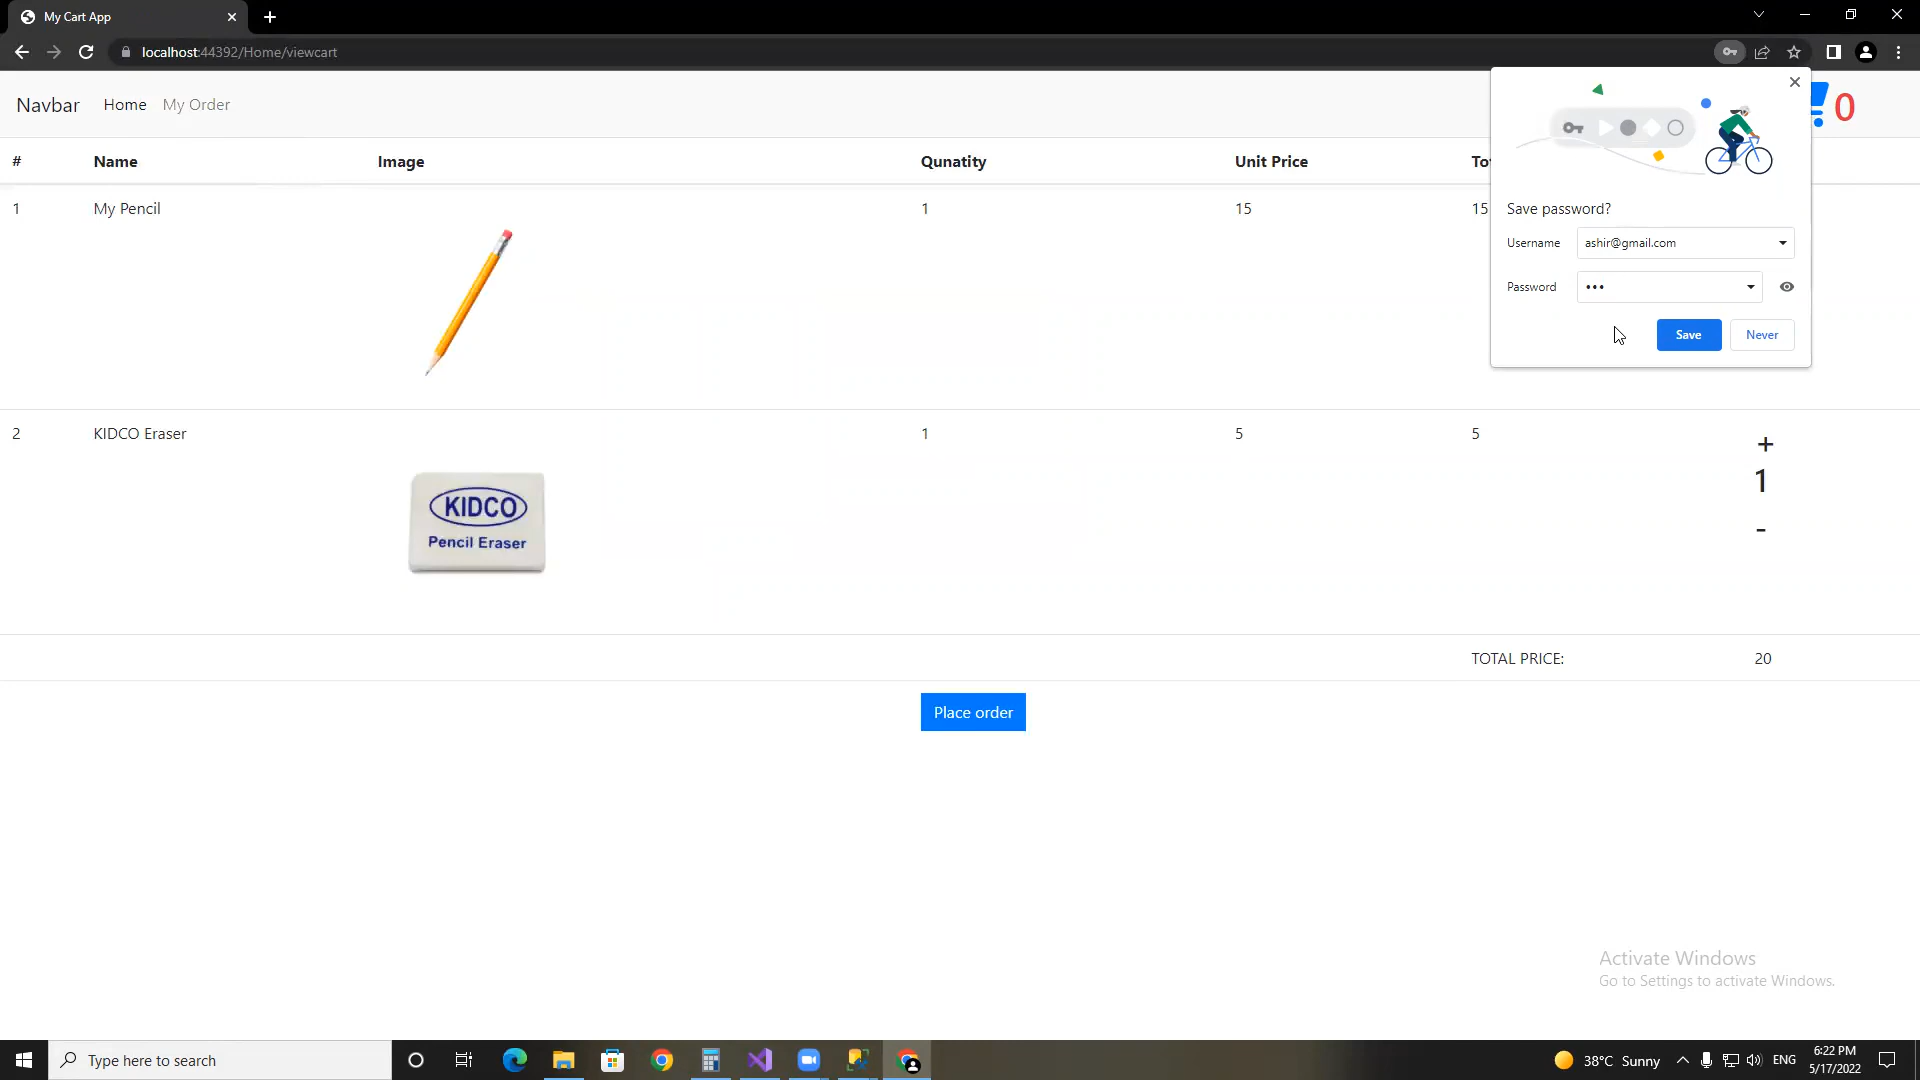 My Cart App
localhost:44392/Home/viewcart
Navbar Home My Order 0
# Name Image Qunatity Unit Price
1 My Pencil 1 15 15
Save password?
Username ashir@gmail.com
Password •••
Save Never
2 KIDCO Eraser 1 5 5 +
1
-
KIDCO
Pencil Eraser
TOTAL PRICE: 20
Place order
Activate Windows
Go to Settings to activate Windows.
Type here to search
38°C Sunny
ENG
6:22 PM
5/17/2022